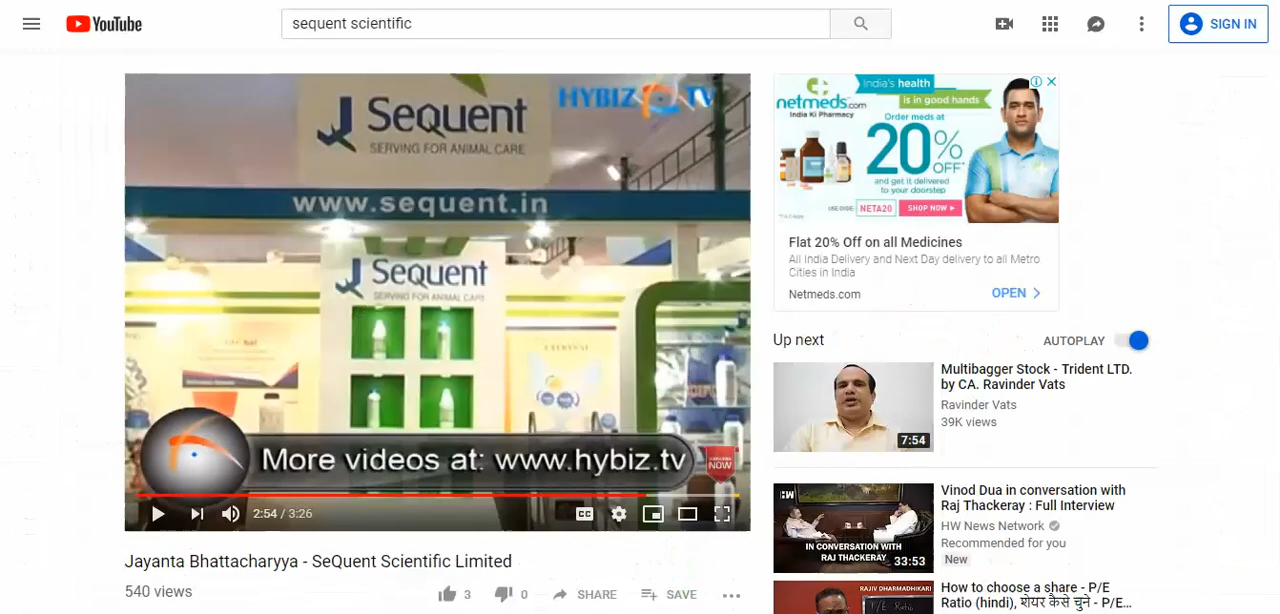 YouTube
sequent scientific
SIGN IN
Sequent
SERVING FOR ANIMAL CARE
HYBIZ TV
www.sequent.in
Sequent
SERVING FOR ANIMAL CARE
More videos at: www.hybiz.tv
NOW
2:54 / 3:26
CC
Jayanta Bhattacharyya - SeQuent Scientific Limited
540 views
3
0
SHARE
SAVE
India's health
is in good hands
netmeds.com
India Ki Pharmacy
Order meds at
20% OFF*
and get it delivered
to your doorstep
USE CODE: NETA20
SHOP NOW
Flat 20% Off on all Medicines
All India Delivery and Next Day delivery to all Metro
Cities in India
Netmeds.com
OPEN
Up next
AUTOPLAY
Multibagger Stock - Trident LTD.
by CA. Ravinder Vats
Ravinder Vats
39K views
7:54
HW
IN CONVERSATION WITH
RAJ THACKERAY
33:53
Vinod Dua in conversation with
Raj Thackeray : Full Interview
HW News Network
Recommended for you
New
RAJIV DHARMADHIKARI
P/E Ratio
How to choose a share - P/E
Ratio (hindi), शेयर कैसे चुने - P/E...